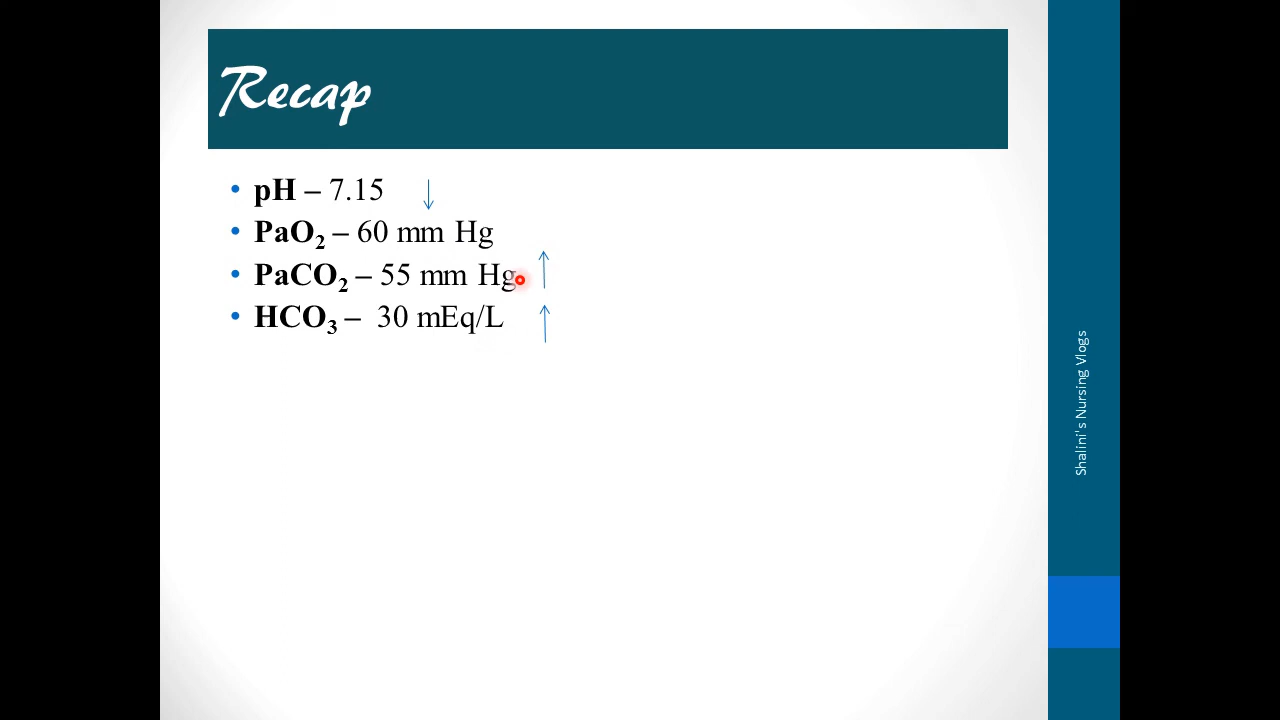 Recap
• pH – 7.15 ↓
• PaO₂ – 60 mm Hg
• PaCO₂ – 55 mm Hg ↑
• HCO₃ – 30 mEq/L ↑
Shalini's Nursing Vlogs